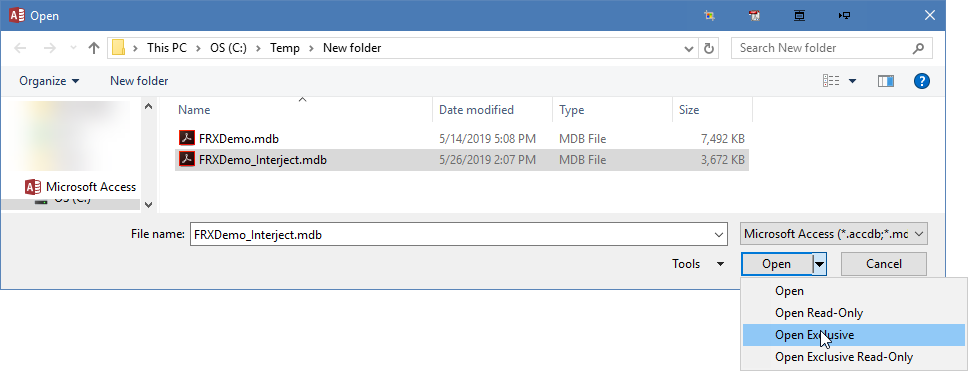 Open
This PC > OS (C:) > Temp > New folder
Search New folder
Organize
New folder
Name
Date modified
Type
Size
FRXDemo.mdb 5/14/2019 5:08 PM MDB File 7,492 KB
FRXDemo_Interject.mdb 5/26/2019 2:07 PM MDB File 3,672 KB
Microsoft Access
OS (C:)
File name: FRXDemo_Interject.mdb
Microsoft Access (*.accdb;*.mc
Tools
Open
Cancel
Open
Open Read-Only
Open Exclusive
Open Exclusive Read-Only